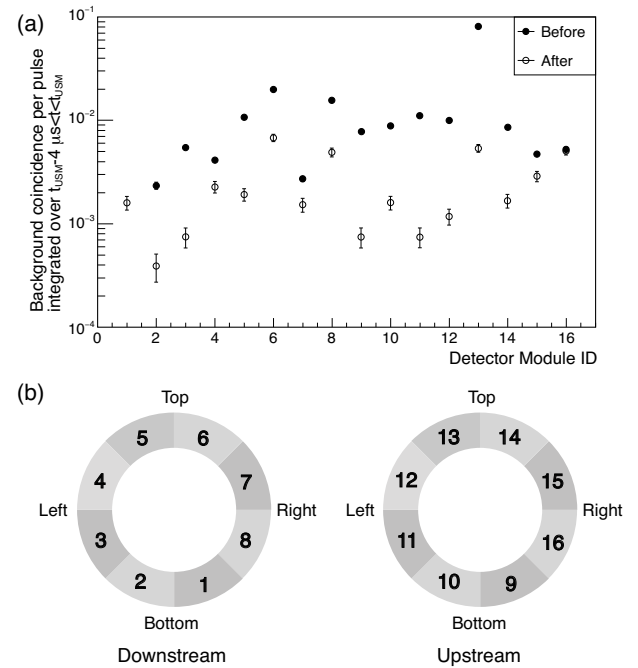 (a)
Background coincidence per pulse
integrated over t_USM-4 μs<t<t_USM
10⁻¹
10⁻²
10⁻³
10⁻⁴
Before
After
0 2 4 6 8 10 12 14 16
Detector Module ID
(b)
Top Top
5 6 13 14
4 7 12 15
Left Right Left Right
3 8 11 16
2 1 10 9
Bottom Bottom
Downstream Upstream